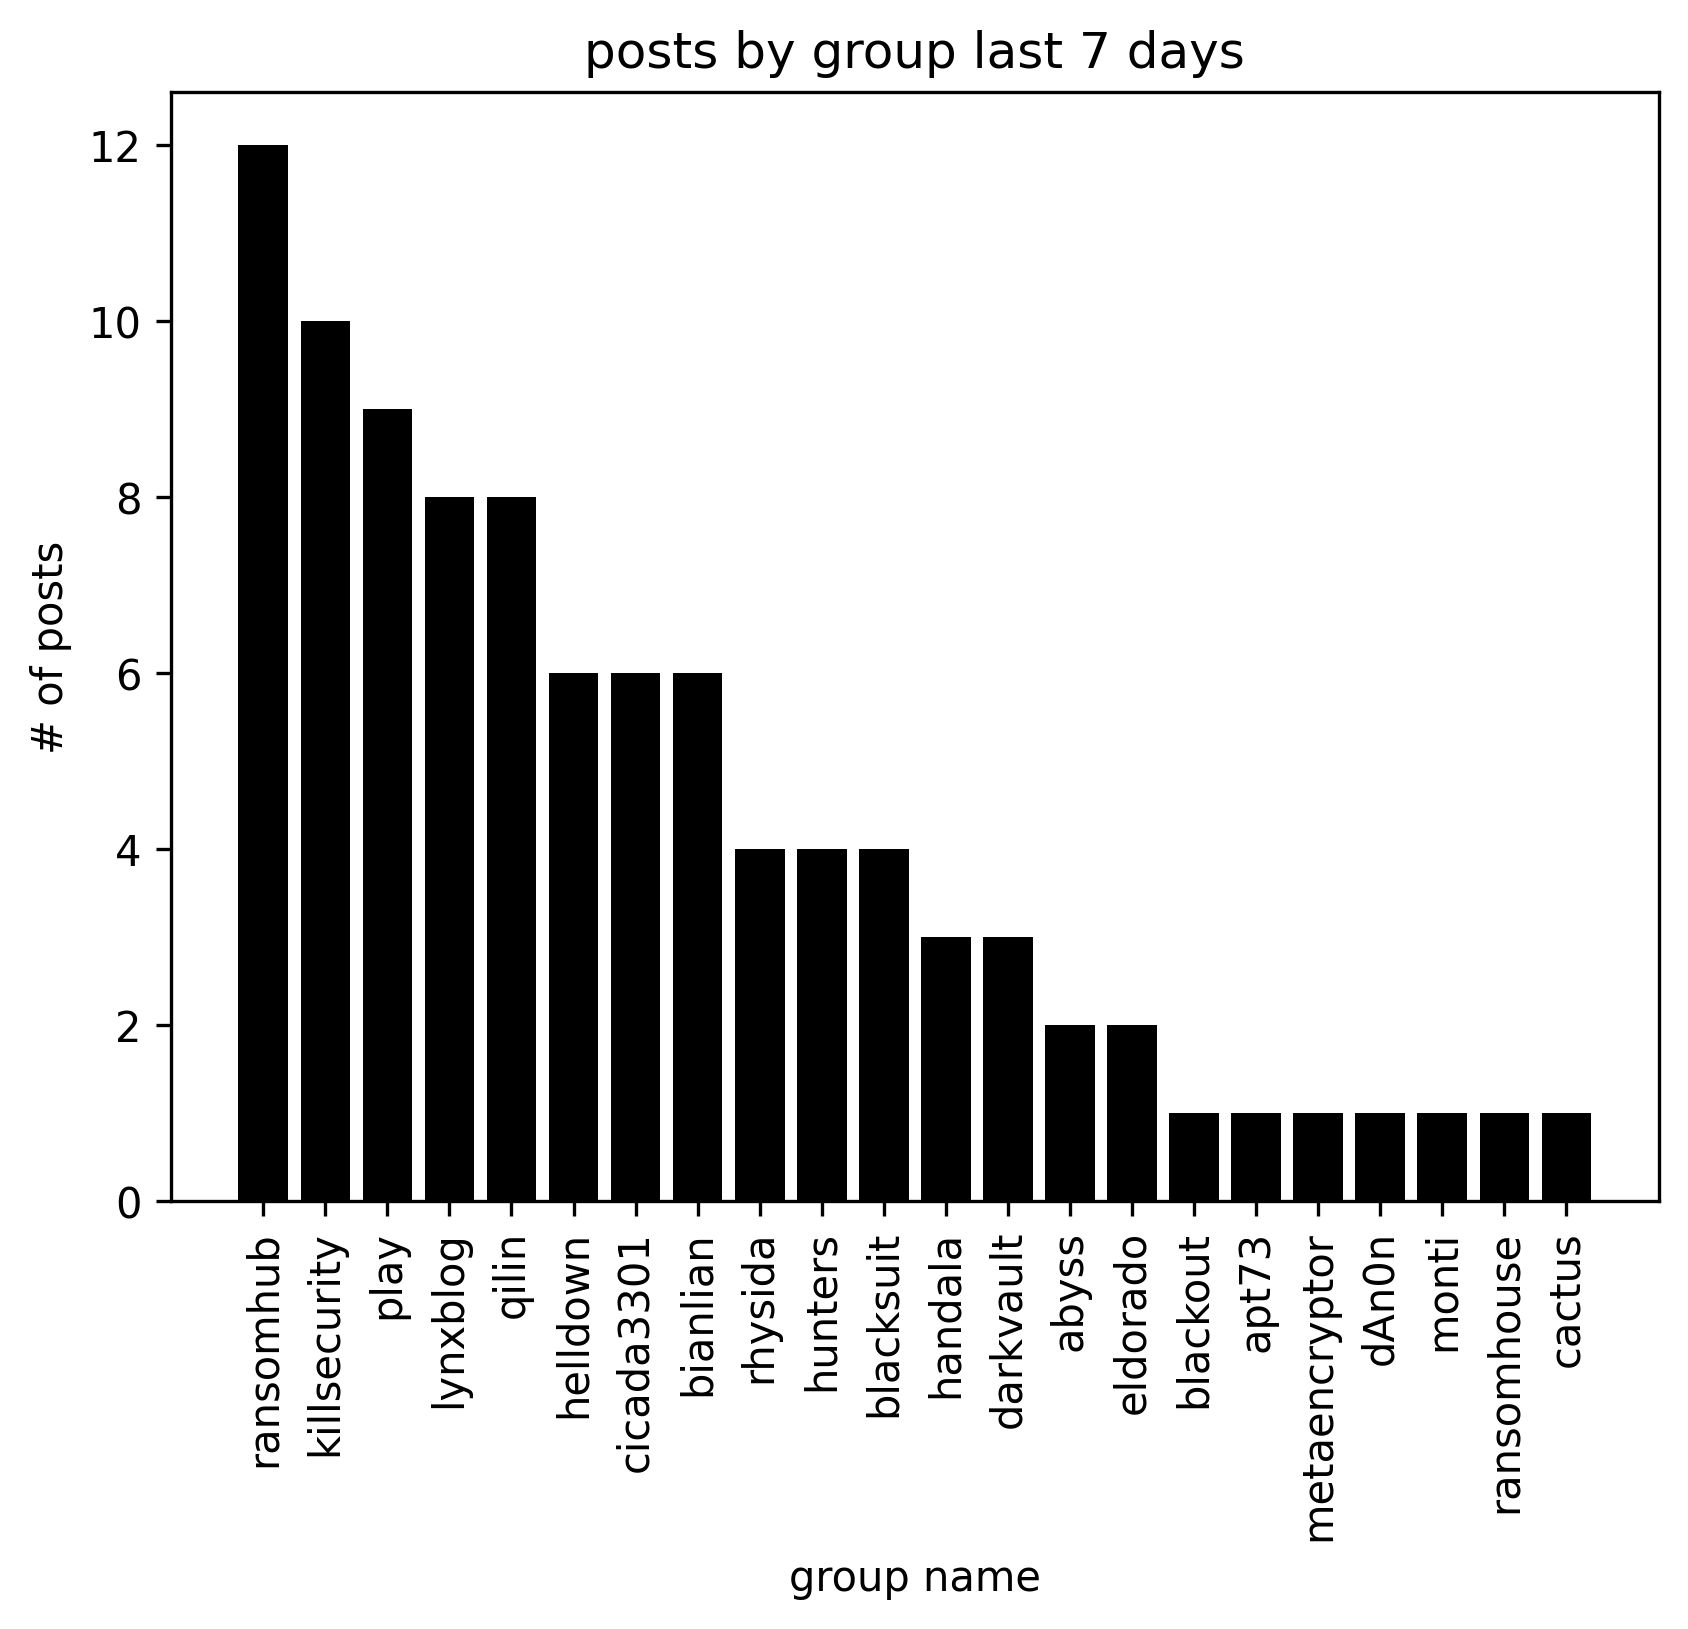 posts by group last 7 days
12
10
8
6
4
2
0
# of posts
ransomhub
killsecurity
play
lynxblog
qilin
helldown
cicada3301
bianlian
rhysida
hunters
blacksuit
handala
darkvault
abyss
eldorado
blackout
apt73
metaencryptor
dAn0n
monti
ransomhouse
cactus
group name